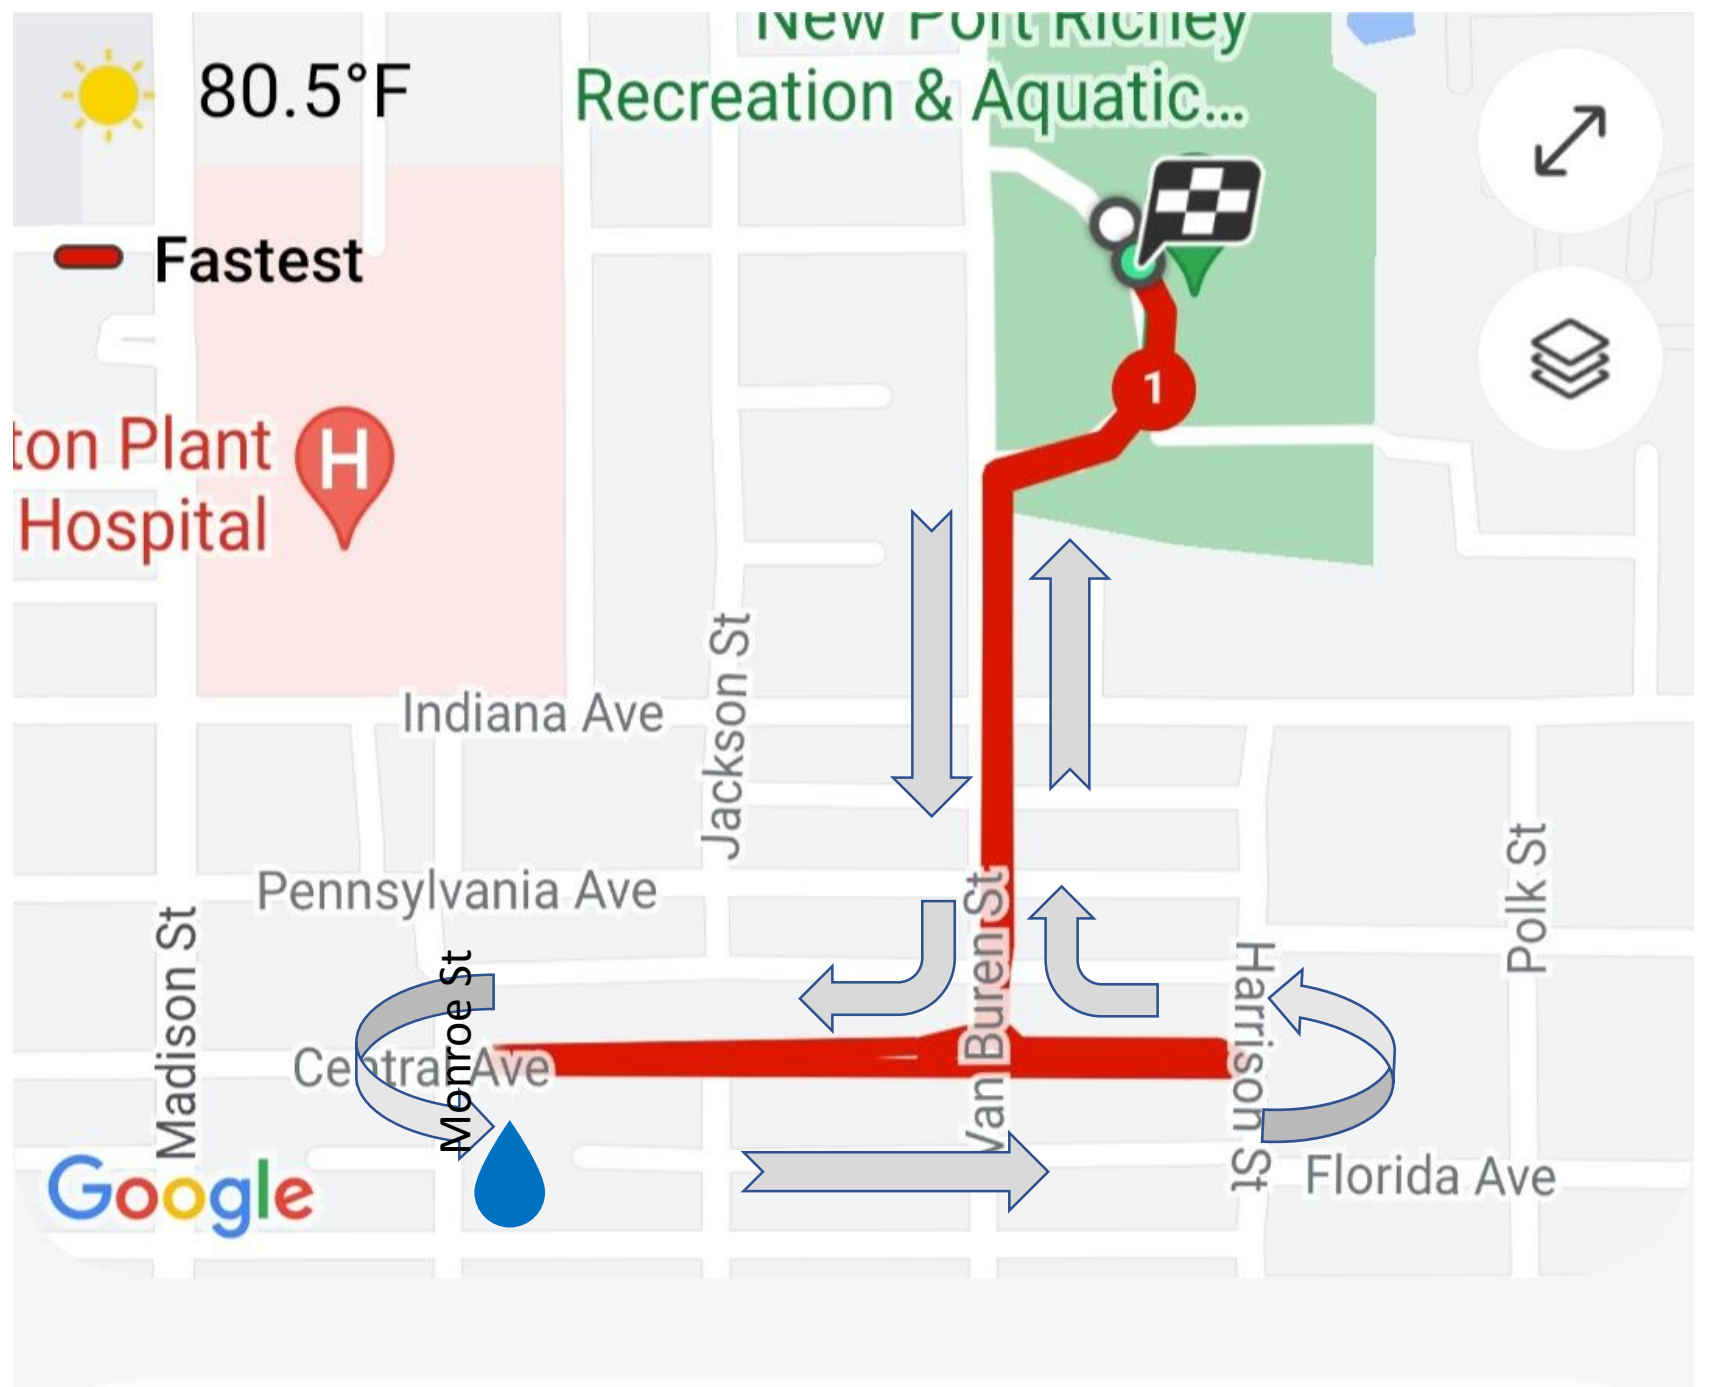 New Port Richey
Recreation & Aquatic...
80.5°F
Fastest
1
ton Plant
Hospital
H
Jackson St
Indiana Ave
Pennsylvania Ave
Van Buren St
Polk St
Madison St
Monroe St
Harrison St
Central Ave
Florida Ave
Google